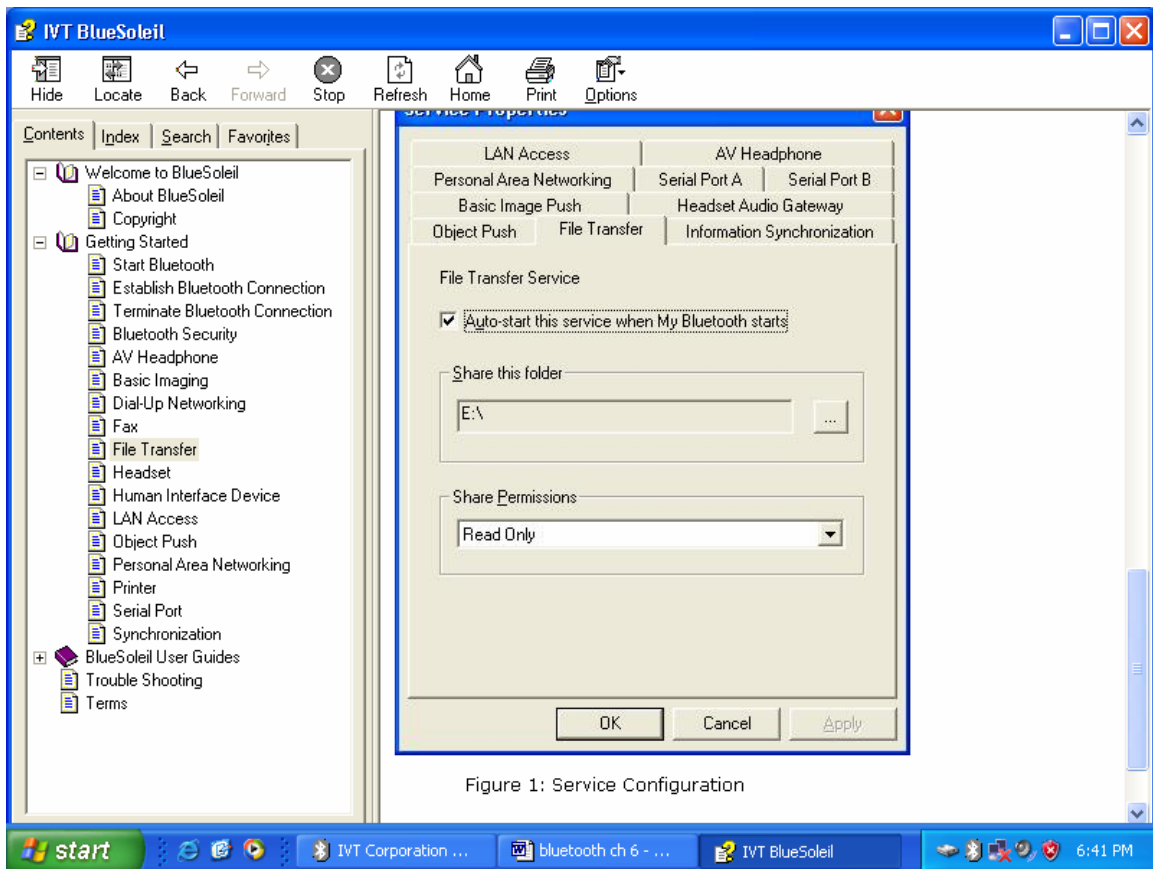 IVT BlueSoleil
Hide Locate Back Forward Stop Refresh Home Print Options
Contents Index Search Favorites
Welcome to BlueSoleil
About BlueSoleil
Copyright
Getting Started
Start Bluetooth
Establish Bluetooth Connection
Terminate Bluetooth Connection
Bluetooth Security
AV Headphone
Basic Imaging
Dial-Up Networking
Fax
File Transfer
Headset
Human Interface Device
LAN Access
Object Push
Personal Area Networking
Printer
Serial Port
Synchronization
BlueSoleil User Guides
Trouble Shooting
Terms
Service Properties
LAN Access AV Headphone
Personal Area Networking Serial Port A Serial Port B
Basic Image Push Headset Audio Gateway
Object Push File Transfer Information Synchronization
File Transfer Service
Auto-start this service when My Bluetooth starts
Share this folder
E:\
...
Share Permissions
Read Only
OK Cancel Apply
Figure 1: Service Configuration
start IVT Corporation ... bluetooth ch 6 - ... IVT BlueSoleil 6:41 PM